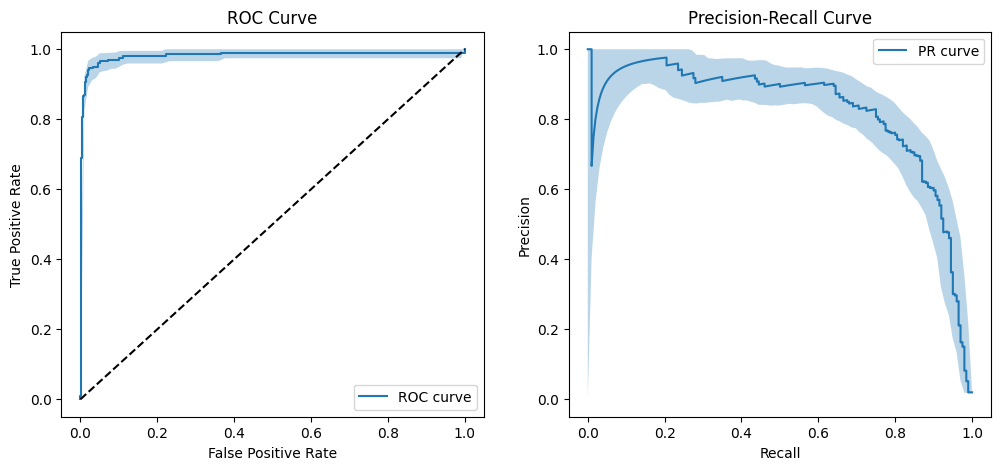 ROC Curve
True Positive Rate
1.0
0.8
0.6
0.4
0.2
0.0
0.0 0.2 0.4 0.6 0.8 1.0
False Positive Rate
ROC curve
Precision-Recall Curve
Precision
1.0
0.8
0.6
0.4
0.2
0.0
0.0 0.2 0.4 0.6 0.8 1.0
Recall
PR curve